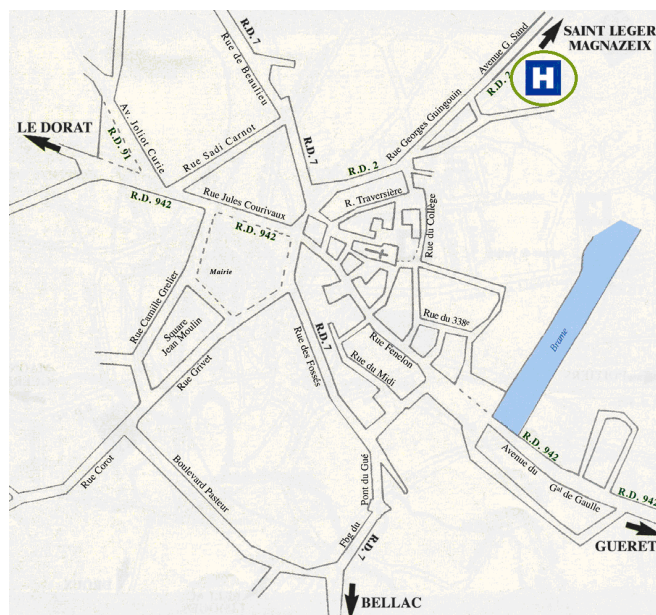 R.D. 7
Rue de Beaulieu
Avenue G. Sand
SAINT LEGER
MAGNAZEIX
H
R.D. 2
Rue Georges Guingouin
LE DORAT
R.D. 91
Av. Joliot Curie
Rue Sadi Carnot
R.D. 7
R.D. 2
R. Traversière
R.D. 942
Rue Jules Courivaux
R.D. 942
Rue du Collège
Mairie
Rue Camille Grelier
Square
Jean Moulin
Rue Grivet
R.D. 7
Rue des Fossés
Rue du 338e
Rue Fénelon
Rue du Midi
Brame
R.D. 942
Avenue du
Gal de Gaulle
R.D. 942
GUERET
Rue Corot
Boulevard Pasteur
Fbg du
Pont du Gué
R.D. 7
BELLAC